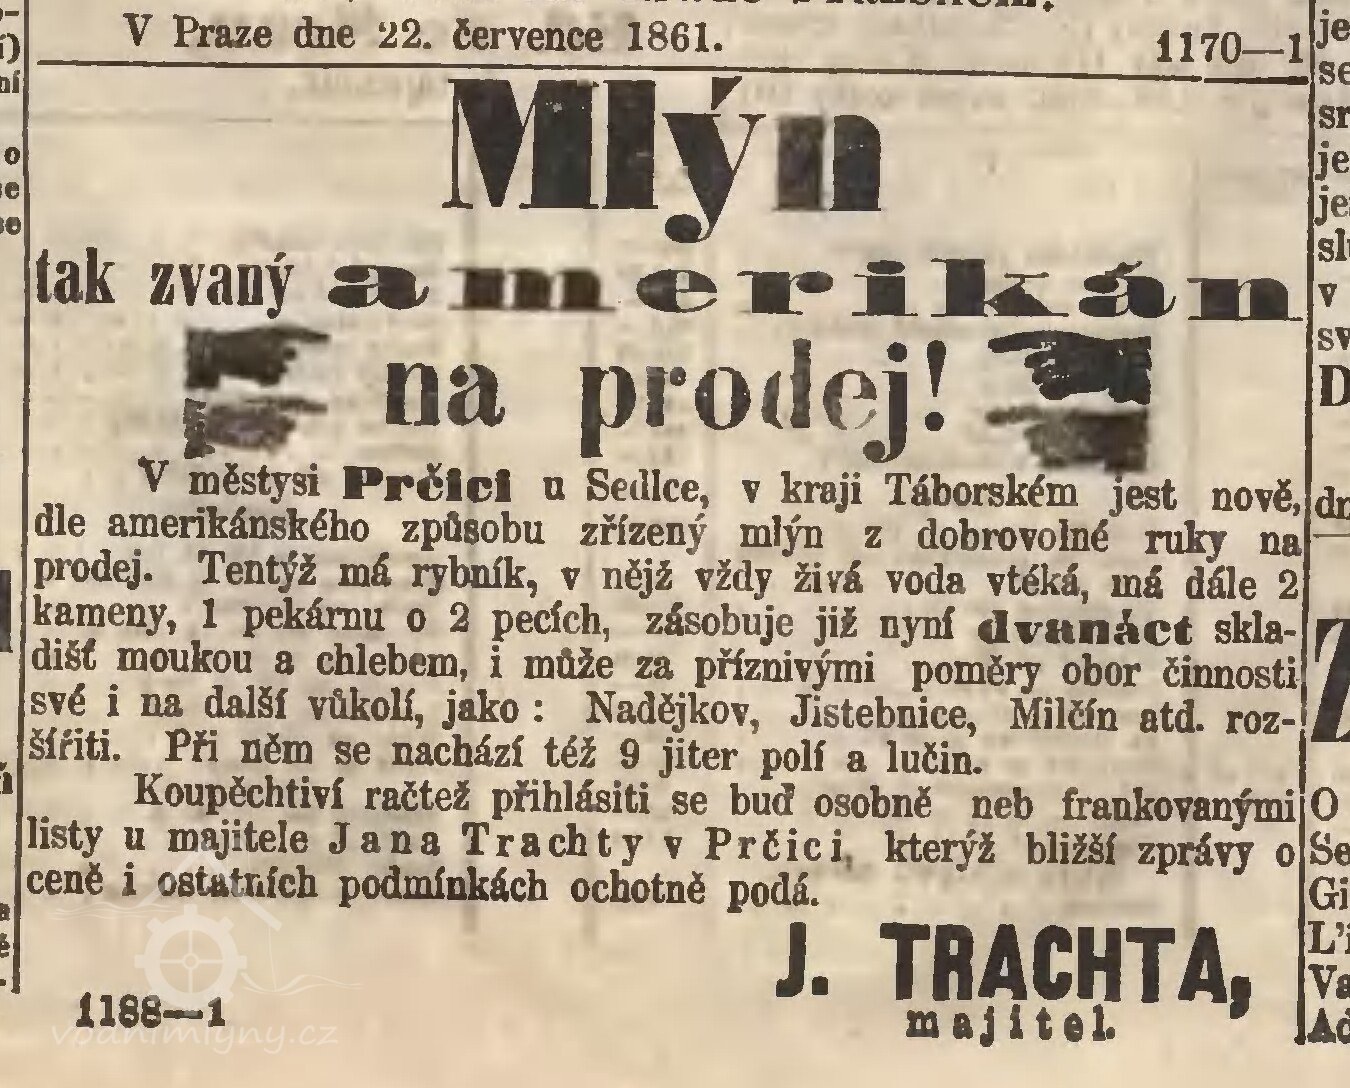 V Praze dne 22. července 1861.
1170—1
Mlýn
tak zvaný amerikán
na prodej!
V městysi Prčici u Sedlce, v kraji Táborském jest nově,
dle amerikánského způsobu zřízený mlýn z dobrovolné ruky na
prodej. Tentýž má rybník, v nějž vždy živá voda vtéká, má dále 2
kameny, 1 pekárnu o 2 pecích, zásobuje již nyní dvanáct skla-
dišť moukou a chlebem, i může za příznivými poměry obor činnosti
své i na další vůkolí, jako: Nadějkov, Jistebnice, Milčín atd. roz-
šířiti. Při něm se nachází též 9 jiter polí a lučin.
Koupěchtiví račtež přihlásiti se buď osobně neb frankovanými
listy u majitele Jana Trachty v Prčici, kterýž bližší zprávy o
ceně i ostatních podmínkách ochotně podá.
J. TRACHTA,
majitel.
1188—1
vodnimlyny.cz